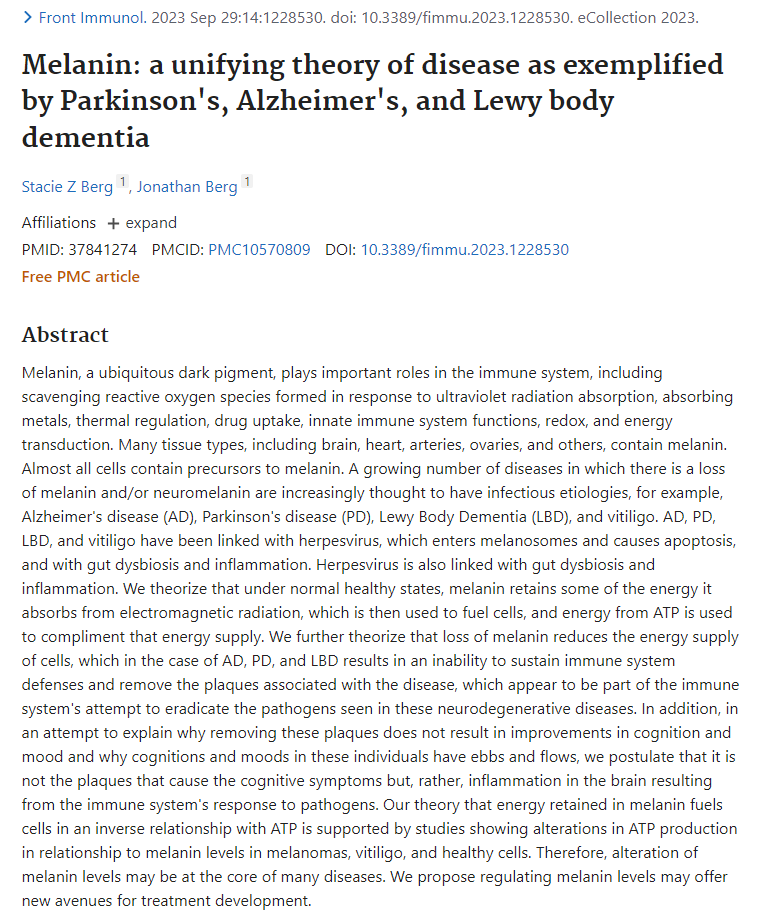 > Front Immunol. 2023 Sep 29:14:1228530. doi: 10.3389/fimmu.2023.1228530. eCollection 2023.
Melanin: a unifying theory of disease as exemplified
by Parkinson's, Alzheimer's, and Lewy body
dementia
Stacie Z Berg 1, Jonathan Berg 1
Affiliations + expand
PMID: 37841274 PMCID: PMC10570809 DOI: 10.3389/fimmu.2023.1228530
Free PMC article
Abstract
Melanin, a ubiquitous dark pigment, plays important roles in the immune system, including
scavenging reactive oxygen species formed in response to ultraviolet radiation absorption, absorbing
metals, thermal regulation, drug uptake, innate immune system functions, redox, and energy
transduction. Many tissue types, including brain, heart, arteries, ovaries, and others, contain melanin.
Almost all cells contain precursors to melanin. A growing number of diseases in which there is a loss
of melanin and/or neuromelanin are increasingly thought to have infectious etiologies, for example,
Alzheimer's disease (AD), Parkinson's disease (PD), Lewy Body Dementia (LBD), and vitiligo. AD, PD,
LBD, and vitiligo have been linked with herpesvirus, which enters melanosomes and causes apoptosis,
and with gut dysbiosis and inflammation. Herpesvirus is also linked with gut dysbiosis and
inflammation. We theorize that under normal healthy states, melanin retains some of the energy it
absorbs from electromagnetic radiation, which is then used to fuel cells, and energy from ATP is used
to compliment that energy supply. We further theorize that loss of melanin reduces the energy supply
of cells, which in the case of AD, PD, and LBD results in an inability to sustain immune system
defenses and remove the plaques associated with the disease, which appear to be part of the immune
system's attempt to eradicate the pathogens seen in these neurodegenerative diseases. In addition, in
an attempt to explain why removing these plaques does not result in improvements in cognition and
mood and why cognitions and moods in these individuals have ebbs and flows, we postulate that it is
not the plaques that cause the cognitive symptoms but, rather, inflammation in the brain resulting
from the immune system's response to pathogens. Our theory that energy retained in melanin fuels
cells in an inverse relationship with ATP is supported by studies showing alterations in ATP production
in relationship to melanin levels in melanomas, vitiligo, and healthy cells. Therefore, alteration of
melanin levels may be at the core of many diseases. We propose regulating melanin levels may offer
new avenues for treatment development.